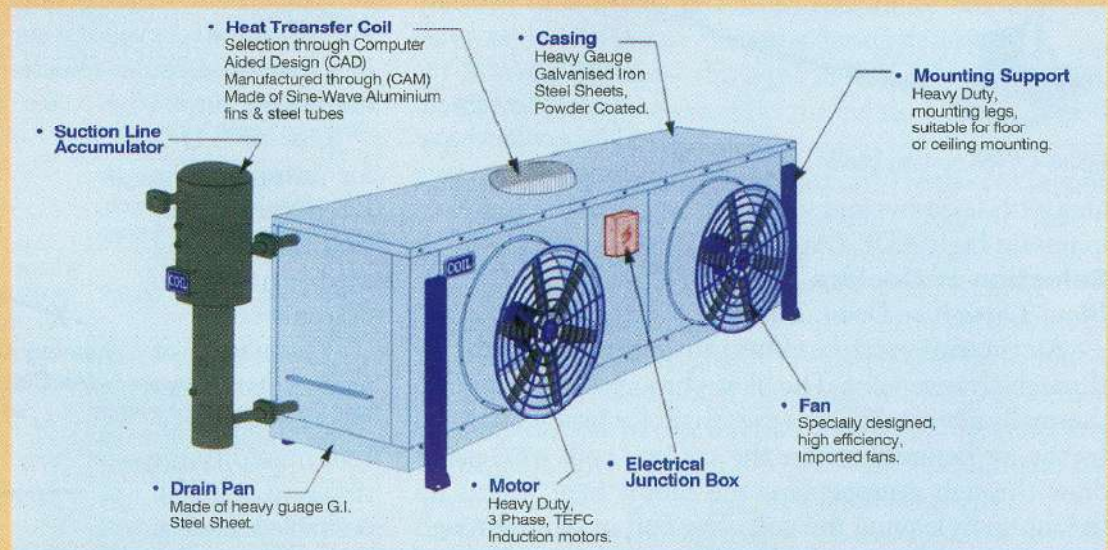 • Heat Treansfer Coil
Selection through Computer
Aided Design (CAD)
Manufactured through (CAM)
Made of Sine-Wave Aluminium
fins & steel tubes
• Casing
Heavy Gauge
Galvanised Iron
Steel Sheets,
Powder Coated.
• Mounting Support
Heavy Duty,
mounting legs,
suitable for floor
or ceiling mounting.
• Suction Line
Accumulator
COIL
COIL
• Fan
Specially designed,
high efficiency,
Imported fans.
• Electrical
Junction Box
• Motor
Heavy Duty,
3 Phase, TEFC
Induction motors.
• Drain Pan
Made of heavy guage G.I.
Steel Sheet.